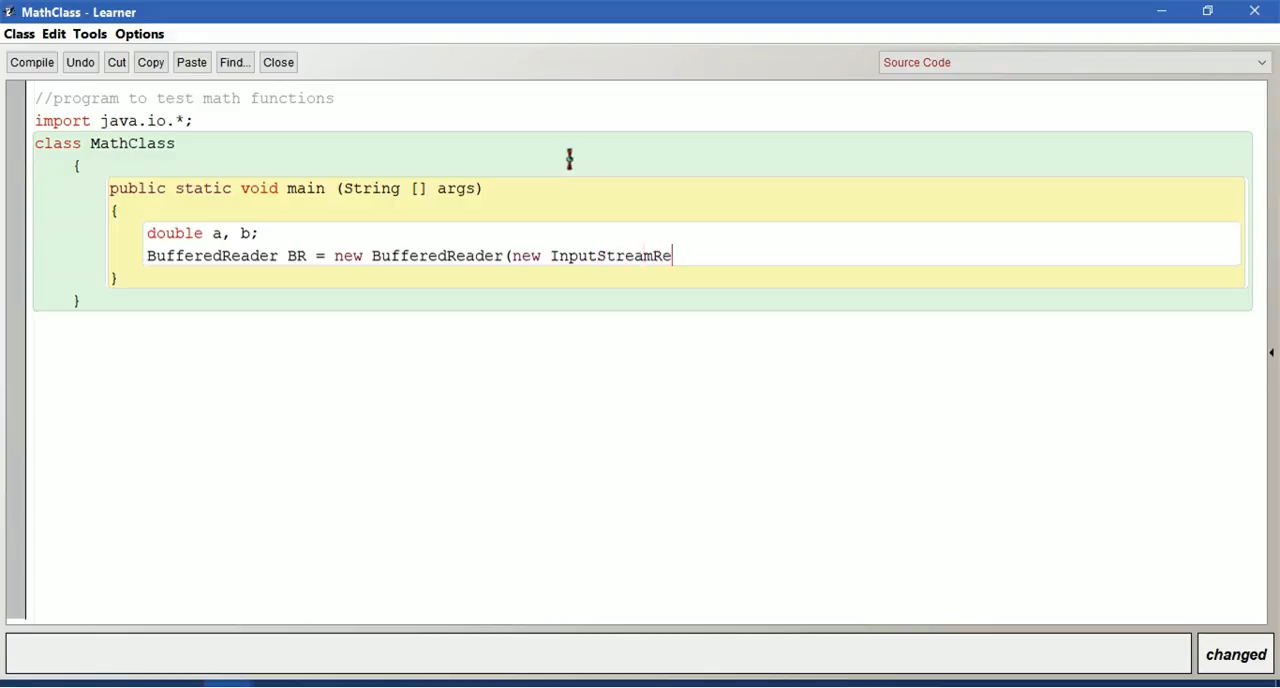 MathClass - Learner
Class Edit Tools Options
Compile Undo Cut Copy Paste Find... Close Source Code
//program to test math functions
import java.io.*;
class MathClass
{
public static void main (String [] args)
{
double a, b;
BufferedReader BR = new BufferedReader(new InputStreamRe
}
}
changed